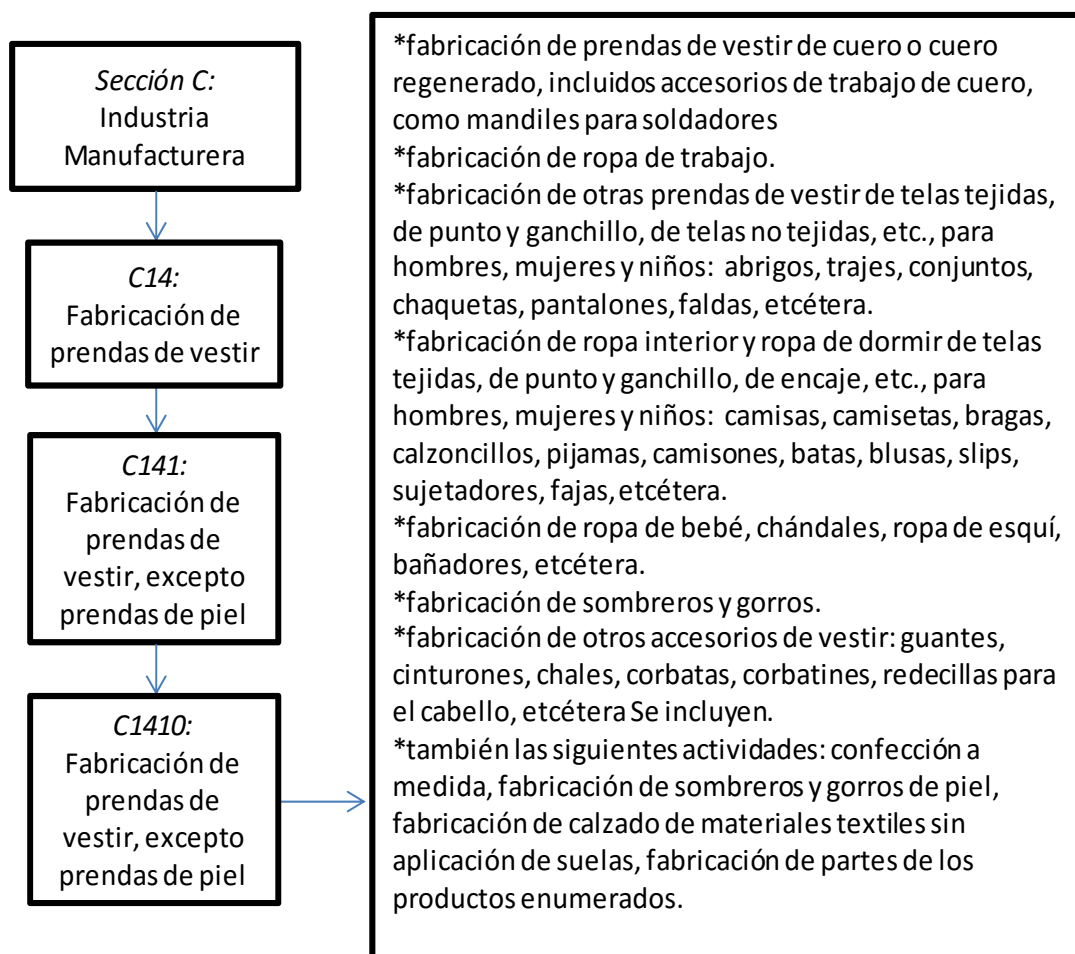 Sección C:
Industria
Manufacturera
C14:
Fabricación de
prendas de vestir
C141:
Fabricación de
prendas de
vestir, excepto
prendas de piel
C1410:
Fabricación de
prendas de
vestir, excepto
prendas de piel
*fabricación de prendas de vestir de cuero o cuero
regenerado, incluidos accesorios de trabajo de cuero,
como mandiles para soldadores
*fabricación de ropa de trabajo.
*fabricación de otras prendas de vestir de telas tejidas,
de punto y ganchillo, de telas no tejidas, etc., para
hombres, mujeres y niños: abrigos, trajes, conjuntos,
chaquetas, pantalones, faldas, etcétera.
*fabricación de ropa interior y ropa de dormir de telas
tejidas, de punto y ganchillo, de encaje, etc., para
hombres, mujeres y niños: camisas, camisetas, bragas,
calzoncillos, pijamas, camisones, batas, blusas, slips,
sujetadores, fajas, etcétera.
*fabricación de ropa de bebé, chándales, ropa de esquí,
bañadores, etcétera.
*fabricación de sombreros y gorros.
*fabricación de otros accesorios de vestir: guantes,
cinturones, chales, corbatas, corbatines, redecillas para
el cabello, etcétera Se incluyen.
*también las siguientes actividades: confección a
medida, fabricación de sombreros y gorros de piel,
fabricación de calzado de materiales textiles sin
aplicación de suelas, fabricación de partes de los
productos enumerados.